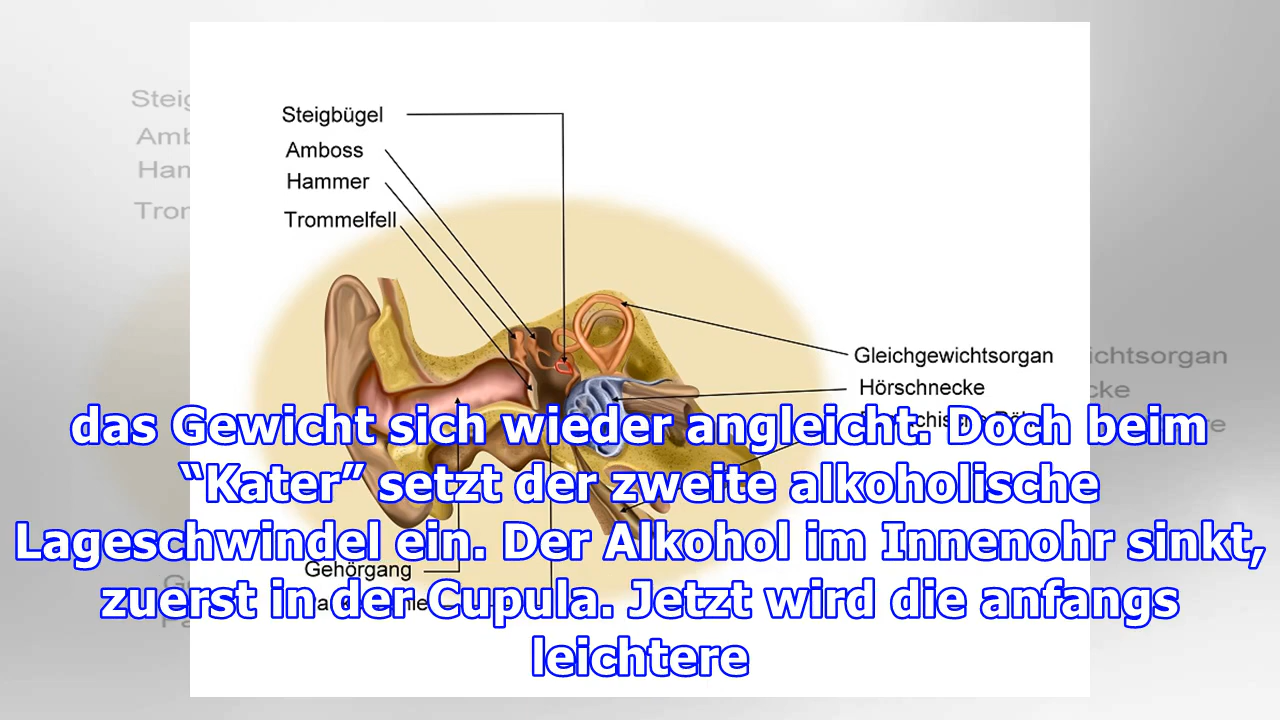 Steigbügel
Amboss
Hammer
Trommelfell
Gleichgewichtsorgan
Hörschnecke
das Gewicht sich wieder angleicht. Doch beim
“Kater” setzt der zweite alkoholische
Lageschwindel ein. Der Alkohol im Innenohr sinkt,
Gehörgang
zuerst in der Cupula. Jetzt wird die anfangs
leichtere